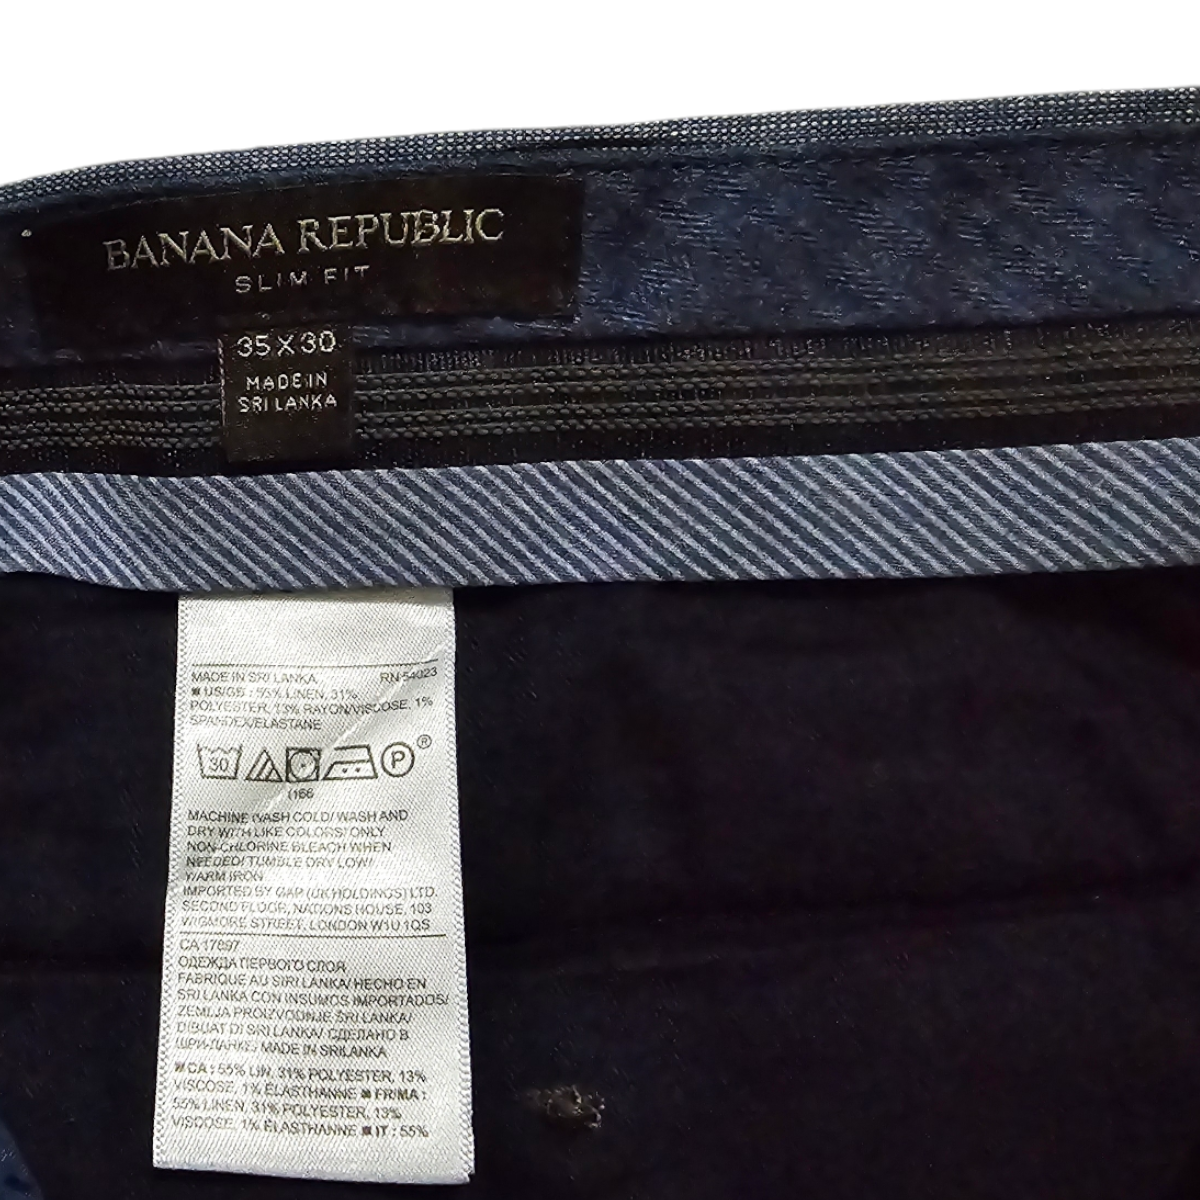 BANANA REPUBLIC
SLIM FIT
35 X 30
MADE IN
SRI LANKA
MADE IN SRI LANKA RN 54023
■ US/GB : 55% LINEN, 31%
POLYESTER, 13% RAYON/VISCOSE, 1%
SPANDEX/ELASTANE
30 P ®
(166
MACHINE WASH COLD/ WASH AND
DRY WITH LIKE COLORS/ ONLY
NON-CHLORINE BLEACH WHEN
NEEDED/ TUMBLE DRY LOW/
WARM IRON
IMPORTED BY GAP (UK HOLDINGS) LTD.
SECOND FLOOR, NATIONS HOUSE, 103
WIGMORE STREET, LONDON W1U 1QS
CA 17897
ОДЕЖДА ПЕРВОГО СЛОЯ
FABRIQUE AU SRI LANKA/ HECHO EN
SRI LANKA CON INSUMOS IMPORTADOS/
ZEMLJA PROIZVODNJE SRI LANKA/
DIBUAT DI SRI LANKA/ СДЕЛАНО В
ШРИ-ЛАНКЕ/ MADE IN SRILANKA
■ CA : 55% LIN, 31% POLYESTER, 13%
VISCOSE, 1% ELASTHANNE ■ FR/MA :
55% LINEN, 31% POLYESTER, 13%
VISCOSE, 1% ELASTHANNE ■ IT : 55%